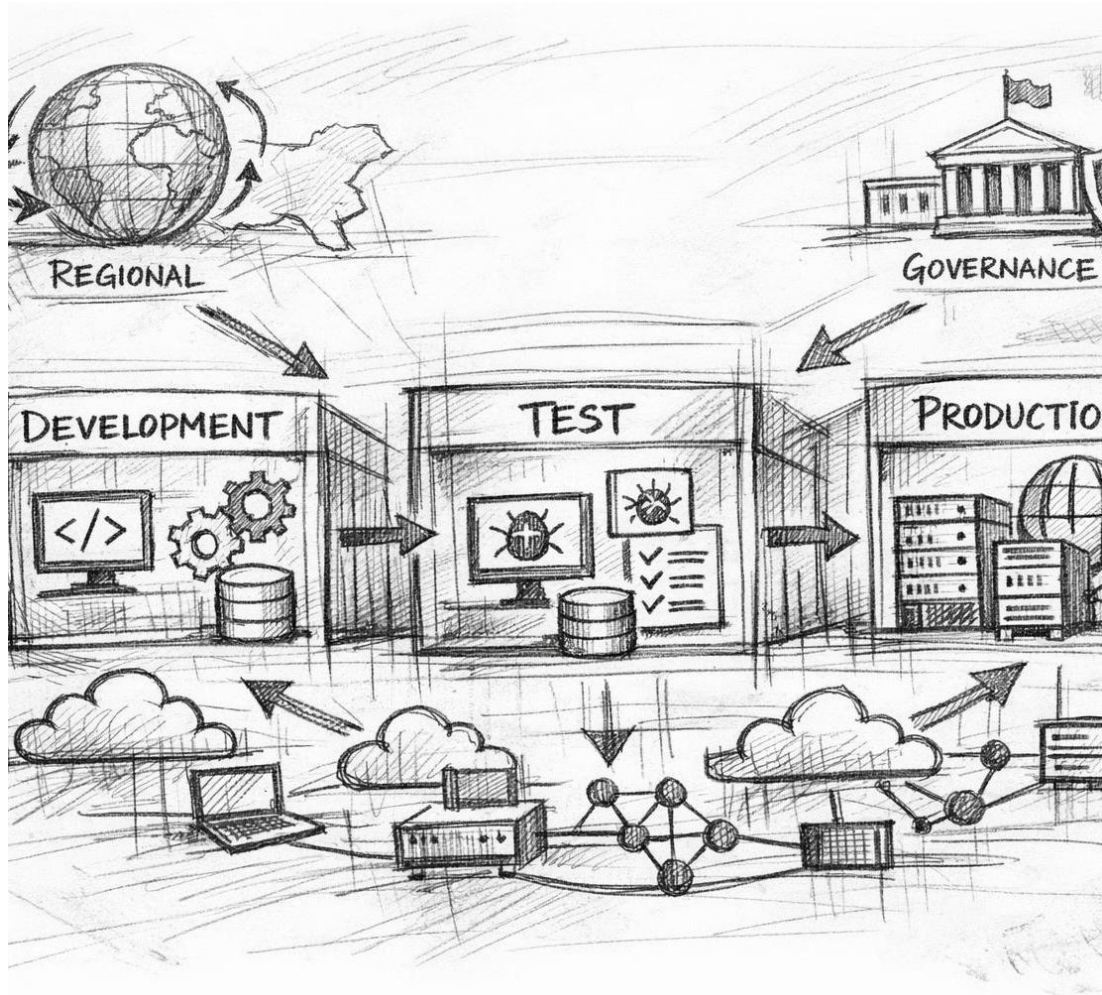 REGIONAL
GOVERNANCE
DEVELOPMENT
TEST
PRODUCTIO
</>